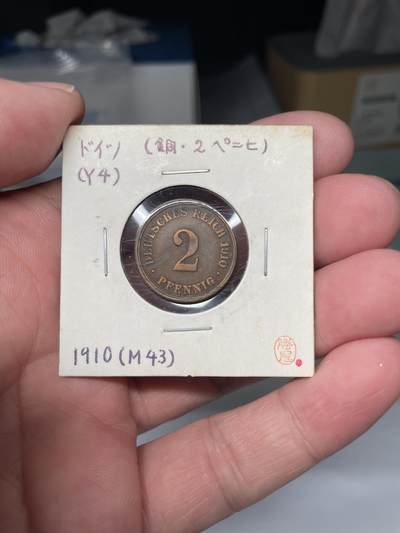 ドイツ (銅・2ペニヒ)
(Y4)
DEUTSCHES REICH 1910
2
PFENNIG
1910 (M43)